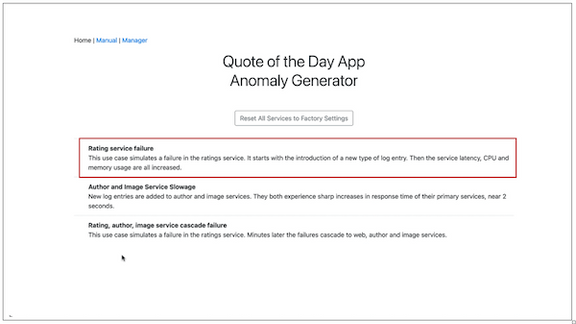 Home | Manual | Manager
Quote of the Day App
Anomaly Generator
Reset All Services to Factory Settings
Rating service failure
This use case simulates a failure in the ratings service. It starts with the introduction of a new type of log entry. Then the service latency, CPU and
memory usage are all increased.
Author and Image Service Slowage
New log entries are added to author and image services. They both experience sharp increases in response time of their primary services, near 2
seconds.
Rating, author, image service cascade failure
This use case simulates a failure in the ratings service. Minutes later the failures cascade to web, author and image services.